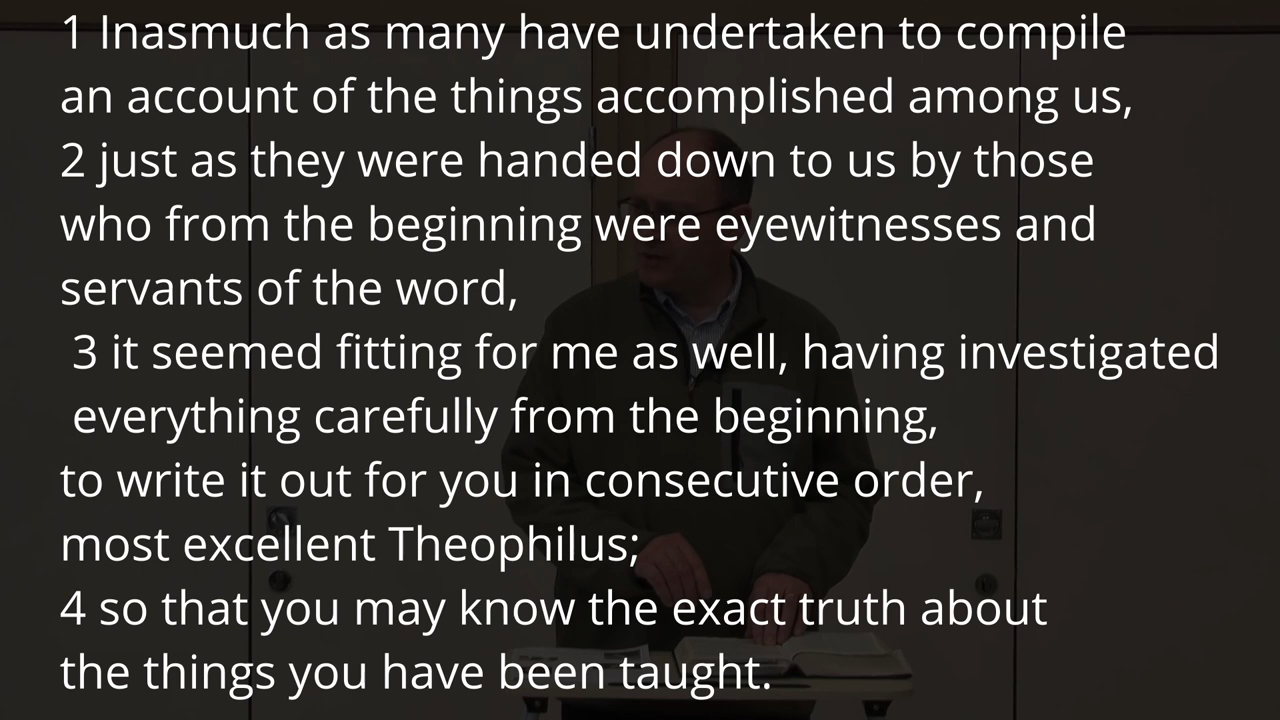 1 Inasmuch as many have undertaken to compile
an account of the things accomplished among us,
2 just as they were handed down to us by those
who from the beginning were eyewitnesses and
servants of the word,
3 it seemed fitting for me as well, having investigated
everything carefully from the beginning,
to write it out for you in consecutive order,
most excellent Theophilus;
4 so that you may know the exact truth about
the things you have been taught.